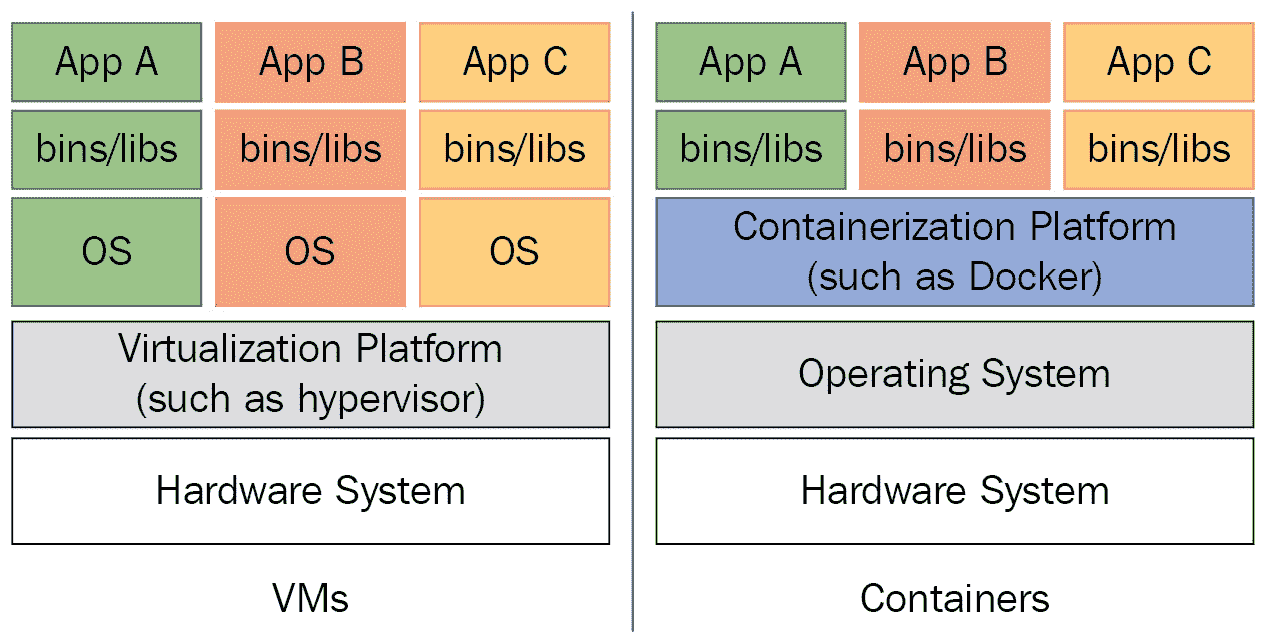 App A
App B
App C
bins/libs
bins/libs
bins/libs
OS
OS
OS
Virtualization Platform
(such as hypervisor)
Hardware System
VMs
App A
App B
App C
bins/libs
bins/libs
bins/libs
Containerization Platform
(such as Docker)
Operating System
Hardware System
Containers